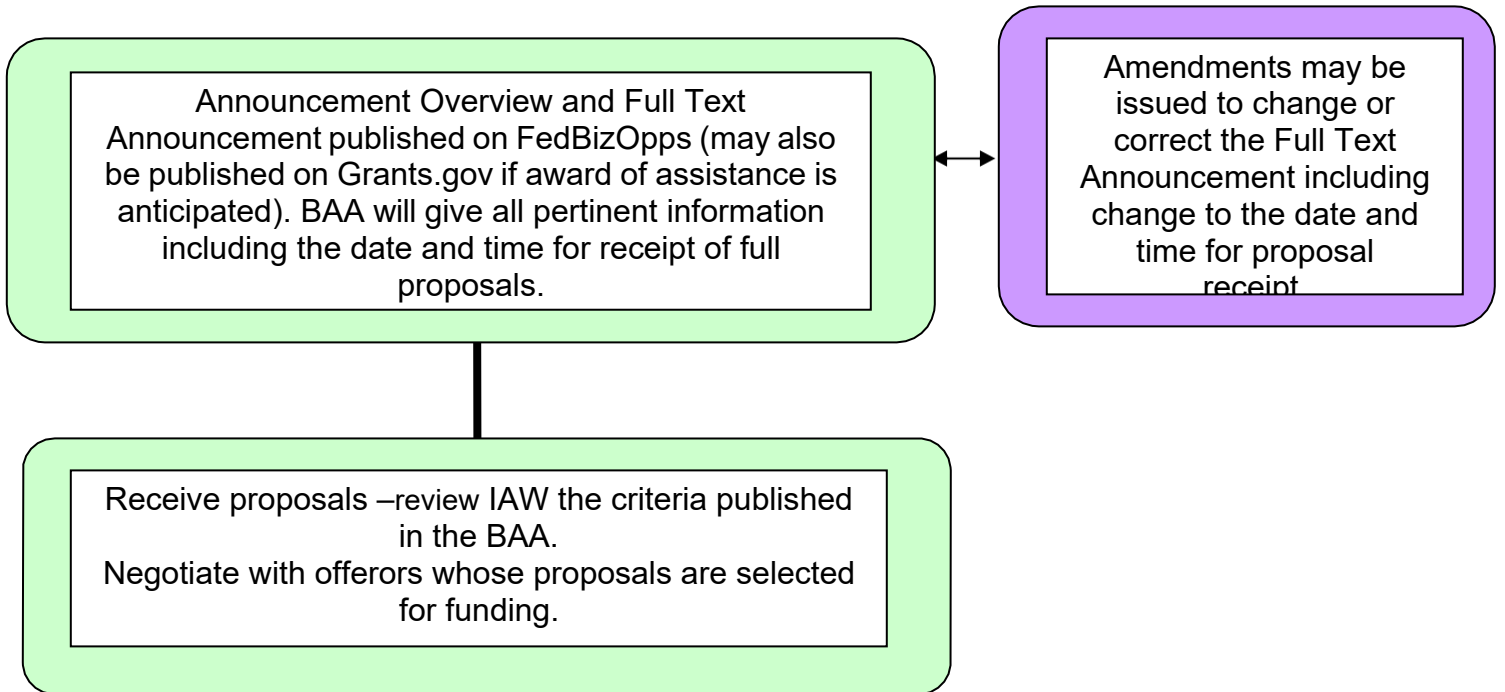 Announcement Overview and Full Text
Announcement published on FedBizOpps (may also
be published on Grants.gov if award of assistance is
anticipated). BAA will give all pertinent information
including the date and time for receipt of full
proposals.
Amendments may be
issued to change or
correct the Full Text
Announcement including
change to the date and
time for proposal
receipt
Receive proposals –review IAW the criteria published
in the BAA.
Negotiate with offerors whose proposals are selected
for funding.